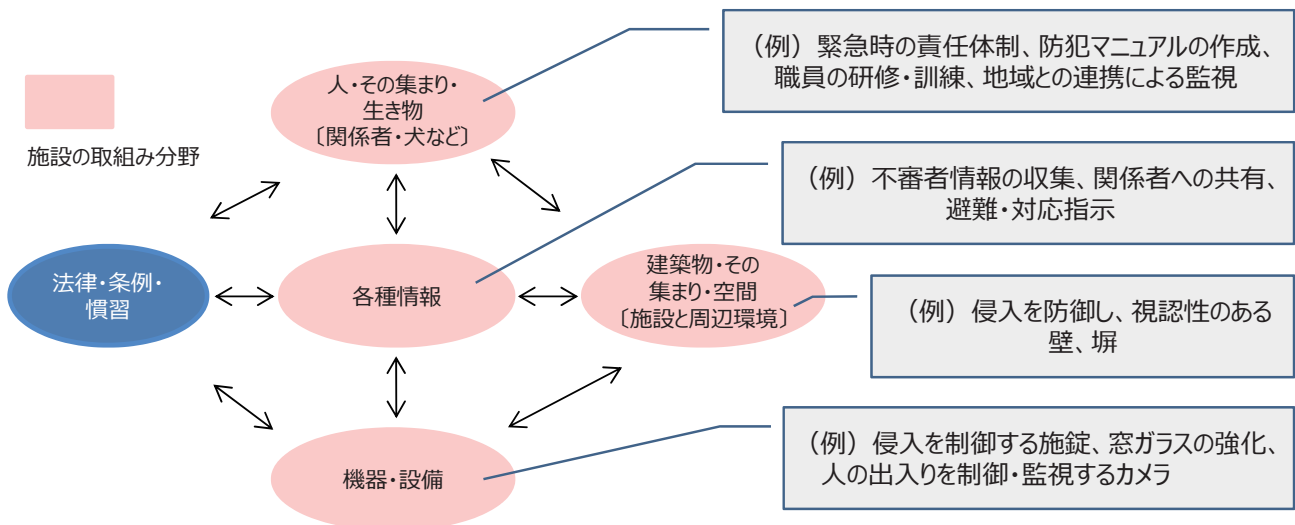 (例)緊急時の責任体制、防犯マニュアルの作成、
職員の研修・訓練、地域との連携による監視
人・その集まり・
生き物
〔関係者・犬など〕
施設の取組み分野
(例)不審者情報の収集、関係者への共有、
避難・対応指示
法律・条例・
慣習
各種情報
建築物・その
集まり・空間
〔施設と周辺環境〕
(例)侵入を防御し、視認性のある
壁、塀
(例)侵入を制御する施錠、窓ガラスの強化、
人の出入りを制御・監視するカメラ
機器・設備